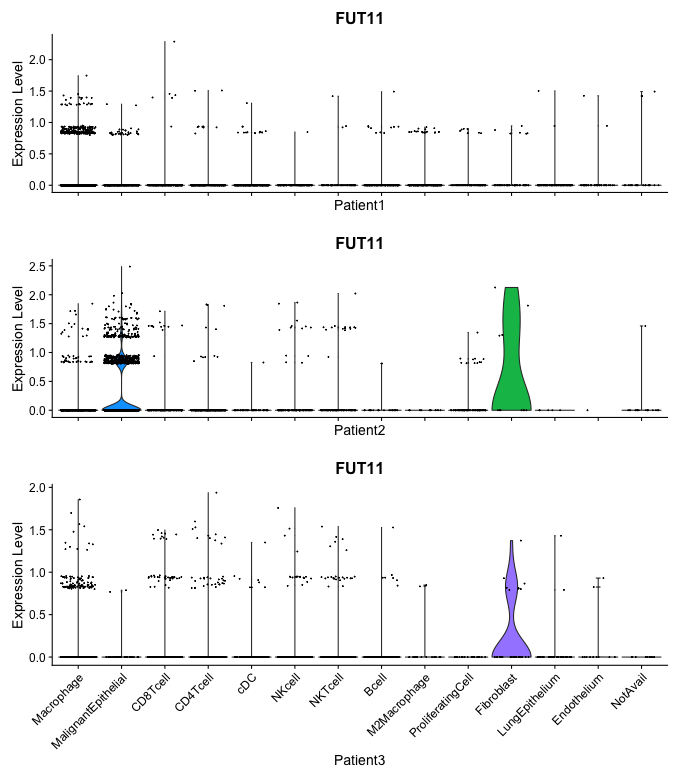 FUT11
Expression Level
2.0
1.5
1.0
0.5
0.0
Patient1
FUT11
Expression Level
2.5
2.0
1.5
1.0
0.5
0.0
Patient2
FUT11
Expression Level
2.0
1.5
1.0
0.5
0.0
Macrophage
MalignantEpithelial
CD8Tcell
CD4Tcell
cDC
NKcell
NKTcell
Bcell
M2Macrophage
ProliferatingCell
Fibroblast
LungEpithelium
Endothelium
NotAvail
Patient3